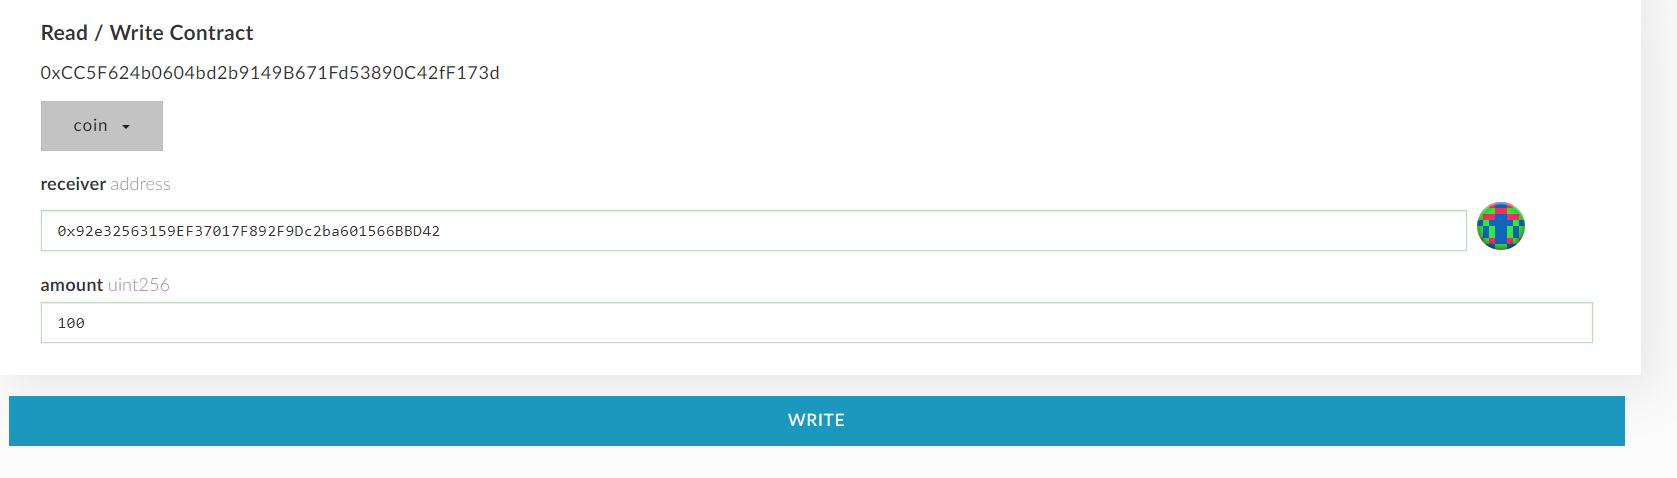 Read / Write Contract
0xCC5F624b0604bd2b9149B671Fd53890C42fF173d
coin
receiver address
0x92e32563159EF37017F892F9Dc2ba601566BBD42
amount uint256
100
WRITE